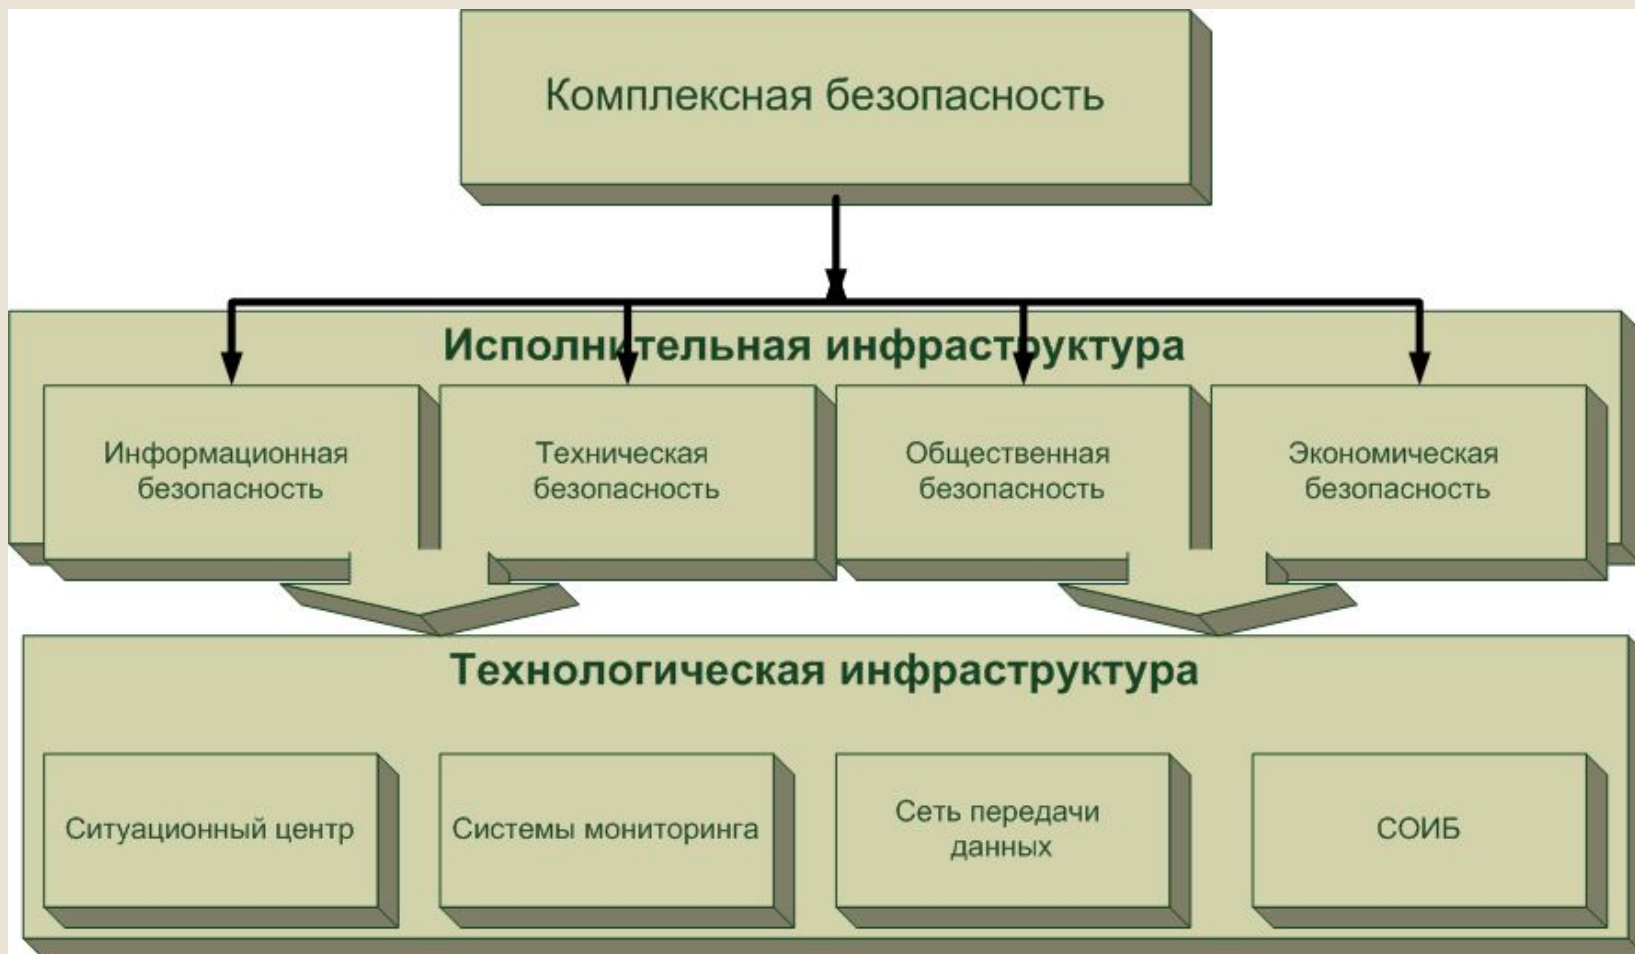 Комплексная безопасность
Исполнительная инфраструктура
Информационная
безопасность
Техническая
безопасность
Общественная
безопасность
Экономическая
безопасность
Технологическая инфраструктура
Ситуационный центр
Системы мониторинга
Сеть передачи
данных
СОИБ